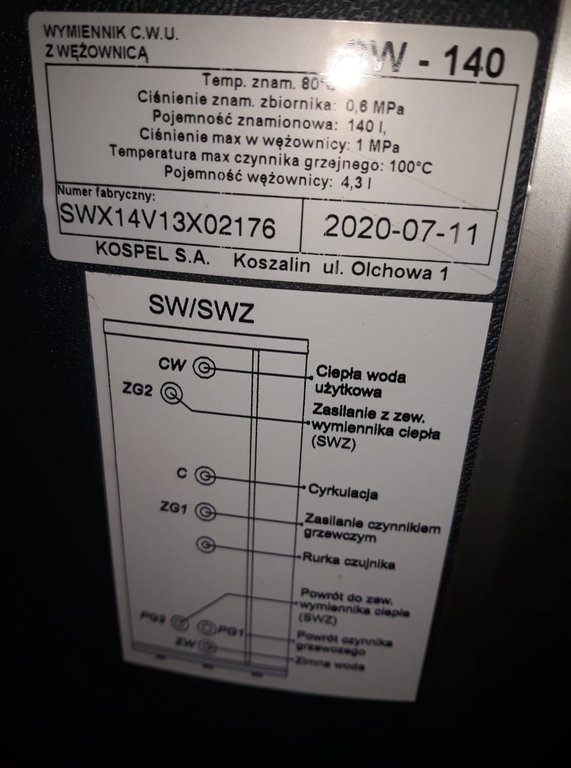 WYMIENNIK C.W.U.
Z WĘŻOWNICĄ
SW - 140
Temp. znam. 80°C
Ciśnienie znam. zbiornika: 0,6 MPa
Pojemność znamionowa: 140 l,
Ciśnienie max w wężownicy: 1 MPa
Temperatura max czynnika grzejnego: 100°C
Pojemność wężownicy: 4,3 l
Numer fabryczny:
SWX14V13X02176
2020-07-11
KOSPEL S.A. Koszalin ul. Olchowa 1
SW/SWZ
CW
Ciepła woda
użytkowa
ZG2
Zasilanie z zew.
wymiennika ciepła
(SWZ)
C
Cyrkulacja
ZG1
Zasilanie czynnikiem
grzewczym
Rurka czujnika
Powrót do zew.
wymiennika ciepła
(SWZ)
PG2
PG1
Powrót czynnika
grzewczego
ZW
Zimna woda